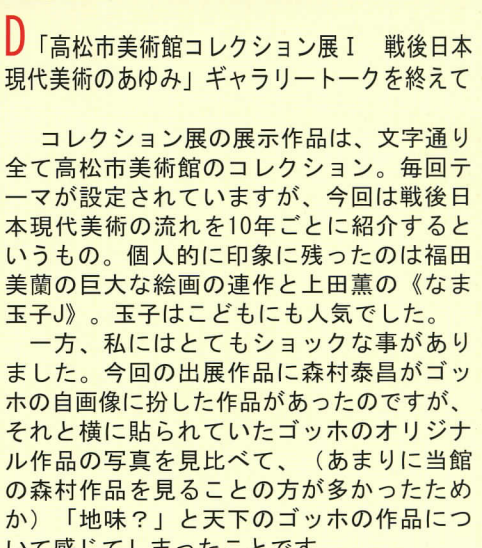 D「高松市美術館コレクション展Ⅰ 戦後日本
現代美術のあゆみ」ギャラリートークを終えて
コレクション展の展示作品は、文字通り
全て高松市美術館のコレクション。毎回テ
ーマが設定されていますが、今回は戦後日
本現代美術の流れを10年ごとに紹介すると
いうもの。個人的に印象に残ったのは福田
美蘭の巨大な絵画の連作と上田薫の《なま
玉子J》。玉子はこどもにも人気でした。
一方、私にはとてもショックな事があり
ました。今回の出展作品に森村泰昌がゴッ
ホの自画像に扮した作品があったのですが、
それと横に貼られていたゴッホのオリジナ
ル作品の写真を見比べて、（あまりに当館
の森村作品を見ることの方が多かったため
か）「地味？」と天下のゴッホの作品につ
いて感じてしまったことです